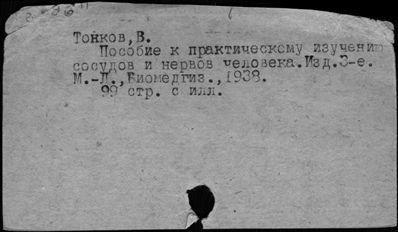 Тонков,В.
Пособие к практическому изучению
сосудов и нервов человека.Изд.3-е.
М.-Л.,Биомедгиз.,1938.
99 стр. с илл.